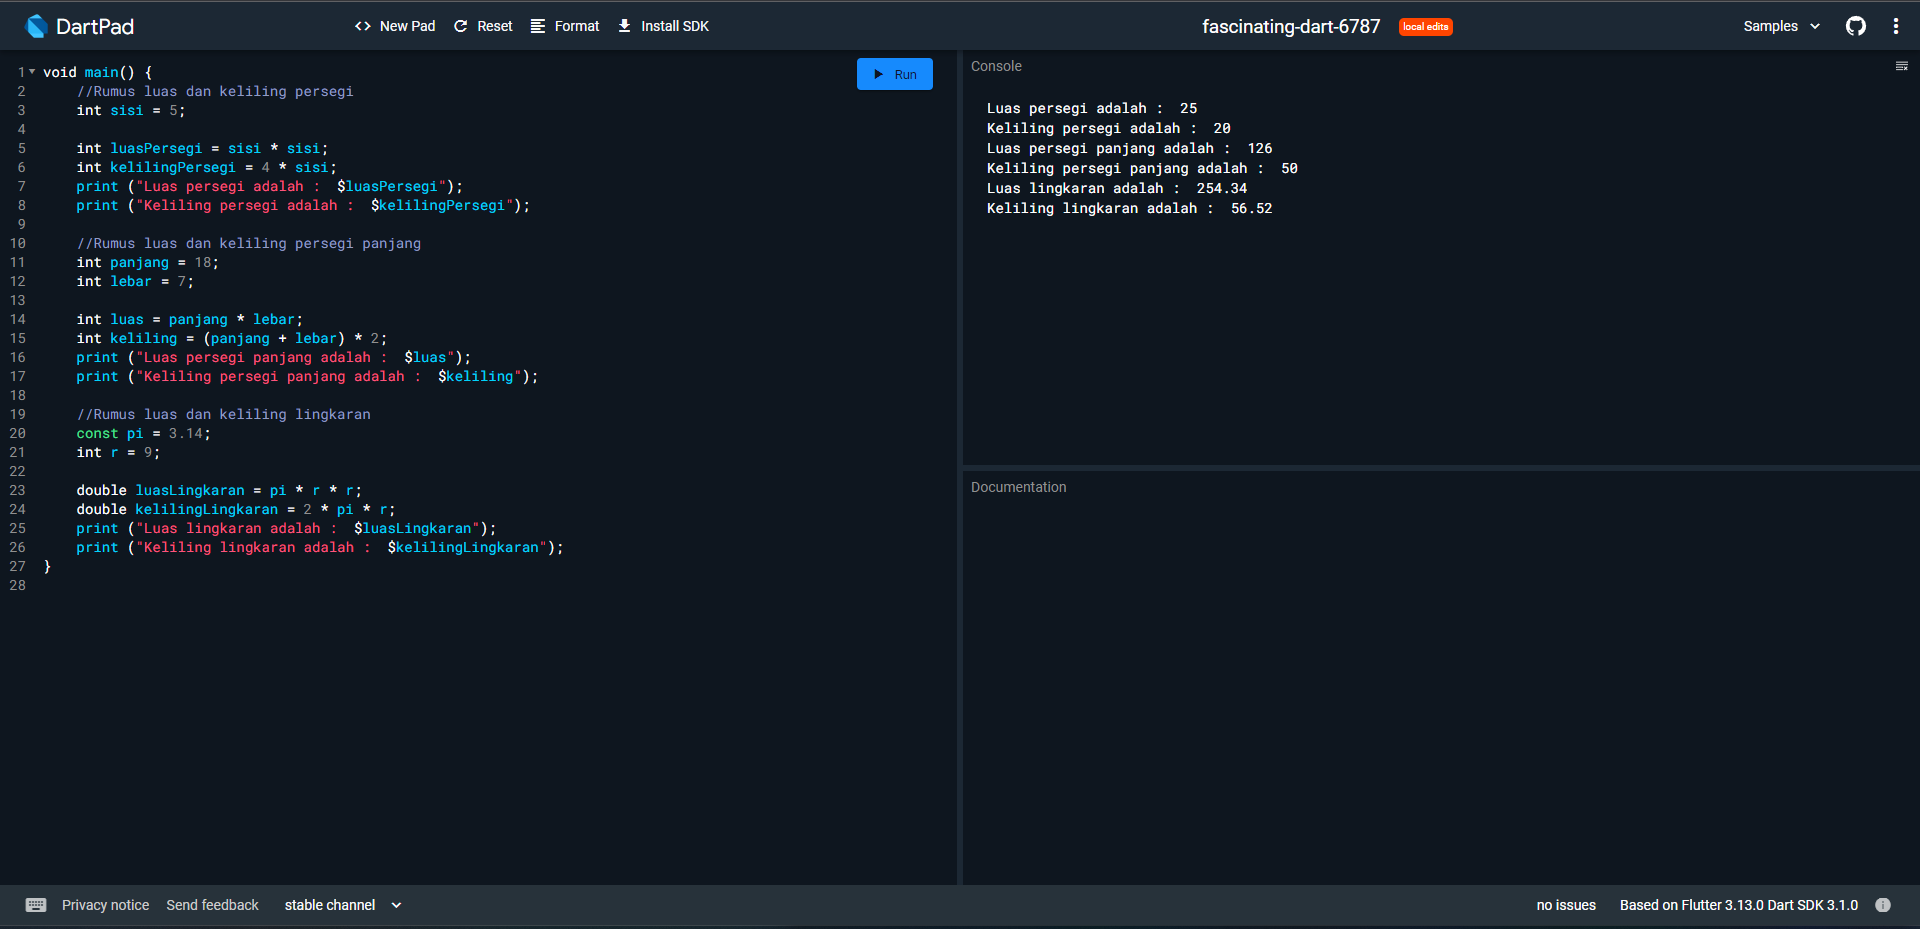 DartPad
<> New Pad Reset Format Install SDK
fascinating-dart-6787 local edits
Samples
Run
1 void main() {
2 //Rumus luas dan keliling persegi
3 int sisi = 5;
4
5 int luasPersegi = sisi * sisi;
6 int kelilingPersegi = 4 * sisi;
7 print ("Luas persegi adalah :  $luasPersegi");
8 print ("Keliling persegi adalah :  $kelilingPersegi");
9
10 //Rumus luas dan keliling persegi panjang
11 int panjang = 18;
12 int lebar = 7;
13
14 int luas = panjang * lebar;
15 int keliling = (panjang + lebar) * 2;
16 print ("Luas persegi panjang adalah :  $luas");
17 print ("Keliling persegi panjang adalah :  $keliling");
18
19 //Rumus luas dan keliling lingkaran
20 const pi = 3.14;
21 int r = 9;
22
23 double luasLingkaran = pi * r * r;
24 double kelilingLingkaran = 2 * pi * r;
25 print ("Luas lingkaran adalah :  $luasLingkaran");
26 print ("Keliling lingkaran adalah :  $kelilingLingkaran");
27 }
28
Console
Luas persegi adalah :  25
Keliling persegi adalah :  20
Luas persegi panjang adalah :  126
Keliling persegi panjang adalah :  50
Luas lingkaran adalah :  254.34
Keliling lingkaran adalah :  56.52
Documentation
Privacy notice Send feedback stable channel
no issues Based on Flutter 3.13.0 Dart SDK 3.1.0